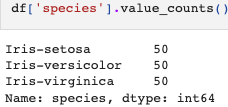 df['species'].value_counts()
Iris-setosa 50
Iris-versicolor 50
Iris-virginica 50
Name: species, dtype: int64